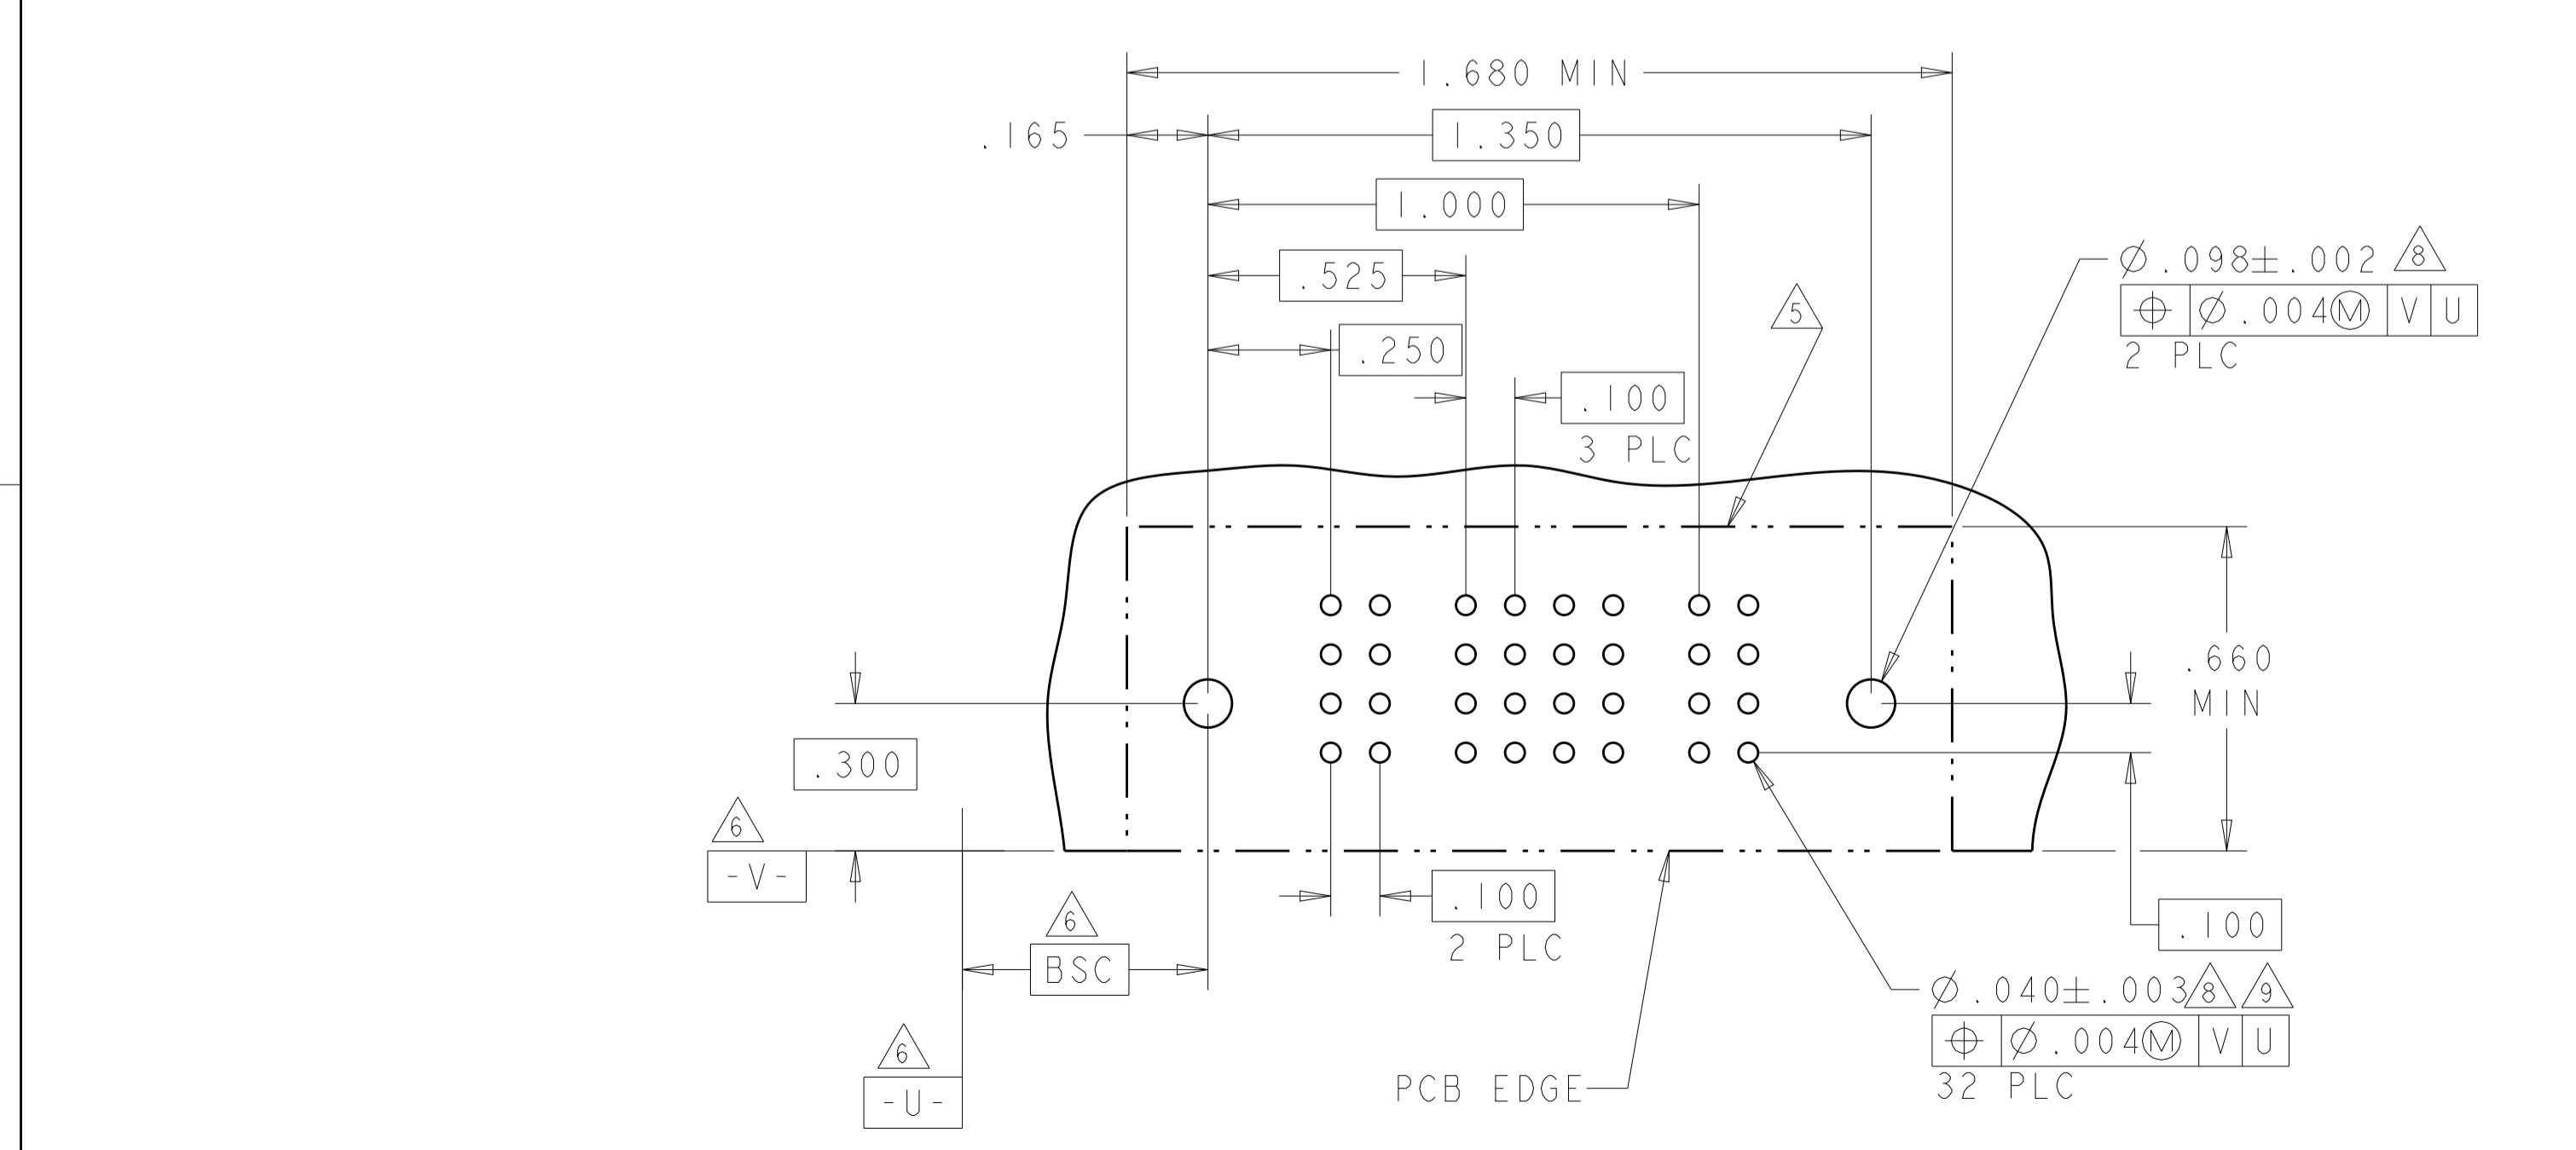 1.680 MIN
.165
1.350
1.000
.525
.250
.100
3 PLC
5
Ø.098±.002 8
⌖ Ø.004Ⓜ V U
2 PLC
.660
MIN
.300
6
-V-
6
BSC
6
-U-
.100
2 PLC
PCB EDGE
.100
Ø.040±.003 8 9
⌖ Ø.004Ⓜ V U
32 PLC